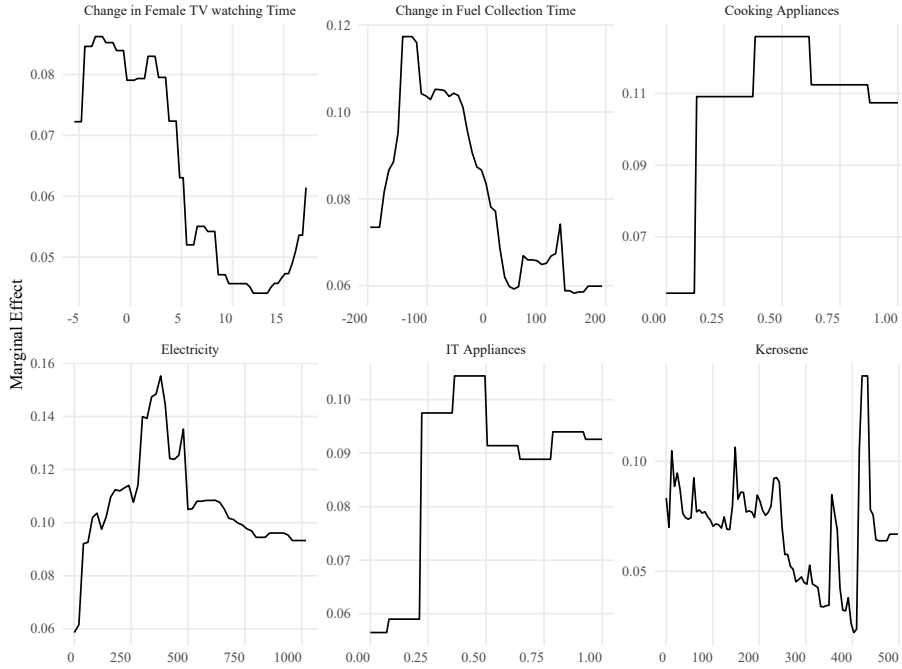 Change in Female TV watching Time
Change in Fuel Collection Time
Cooking Appliances
0.08
0.07
0.06
0.05
-5 0 5 10 15
0.12
0.10
0.08
0.06
-200 -100 0 100 200
0.11
0.09
0.07
0.00 0.25 0.50 0.75 1.00
Marginal Effect
Electricity
IT Appliances
Kerosene
0.16
0.14
0.12
0.10
0.08
0.06
0 250 500 750 1000
0.10
0.09
0.08
0.07
0.06
0.00 0.25 0.50 0.75 1.00
0.10
0.05
0 100 200 300 400 500